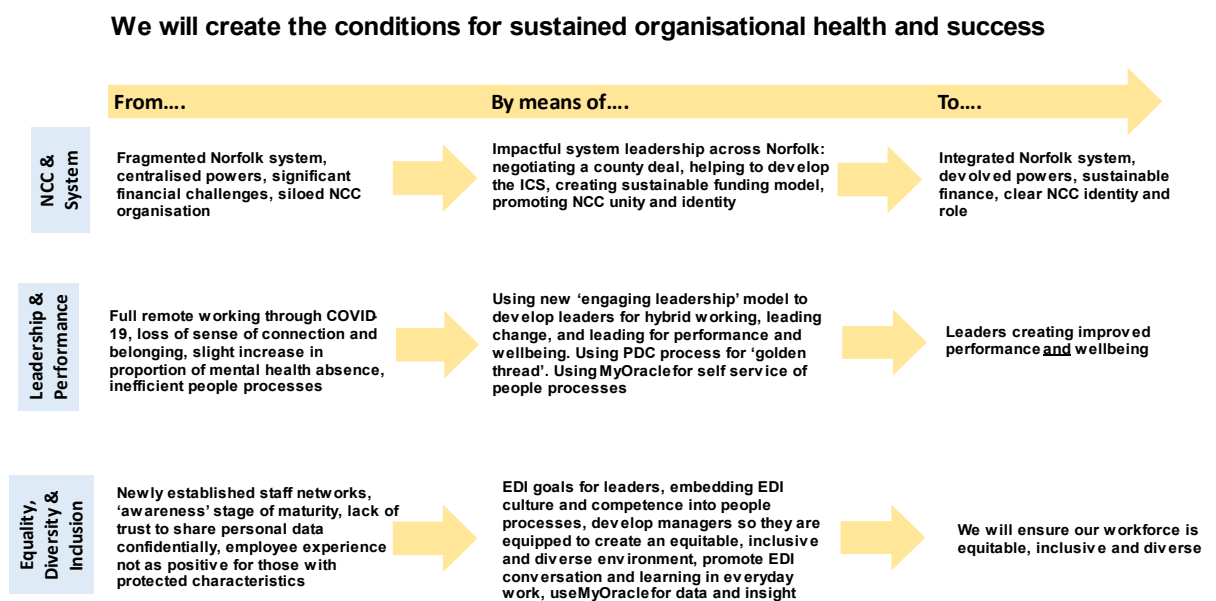 We will create the conditions for sustained organisational health and success
From....
By means of....
To....
NCC &
System
Fragmented Norfolk system,
centralised powers, significant
financial challenges, siloed NCC
organisation
Impactful system leadership across Norfolk:
negotiating a county deal, helping to develop
the ICS, creating sustainable funding model,
promoting NCC unity and identity
Integrated Norfolk system,
devolved powers, sustainable
finance, clear NCC identity and
role
Leadership &
Performance
Full remote working through COVID-
19, loss of sense of connection and
belonging, slight increase in
proportion of mental health absence,
inefficient people processes
Using new ‘engaging leadership’ model to
develop leaders for hybrid working, leading
change, and leading for performance and
wellbeing. Using PDC process for ‘golden
thread’. Using MyOracle for self service of
people processes
Leaders creating improved
performance and wellbeing
Equality,
Diversity &
Inclusion
Newly established staff networks,
‘awareness’ stage of maturity, lack of
trust to share personal data
confidentially, employee experience
not as positive for those with
protected characteristics
EDI goals for leaders, embedding EDI
culture and competence into people
processes, develop managers so they are
equipped to create an equitable, inclusive
and diverse environment, promote EDI
conversation and learning in everyday
work, use MyOracle for data and insight
We will ensure our workforce is
equitable, inclusive and diverse